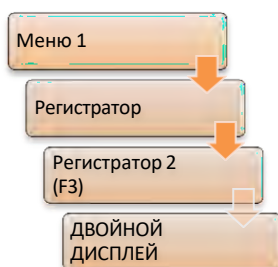 Меню 1
Регистратор
Регистратор 2
(F3)
ДВОЙНОЙ
ДИСПЛЕЙ